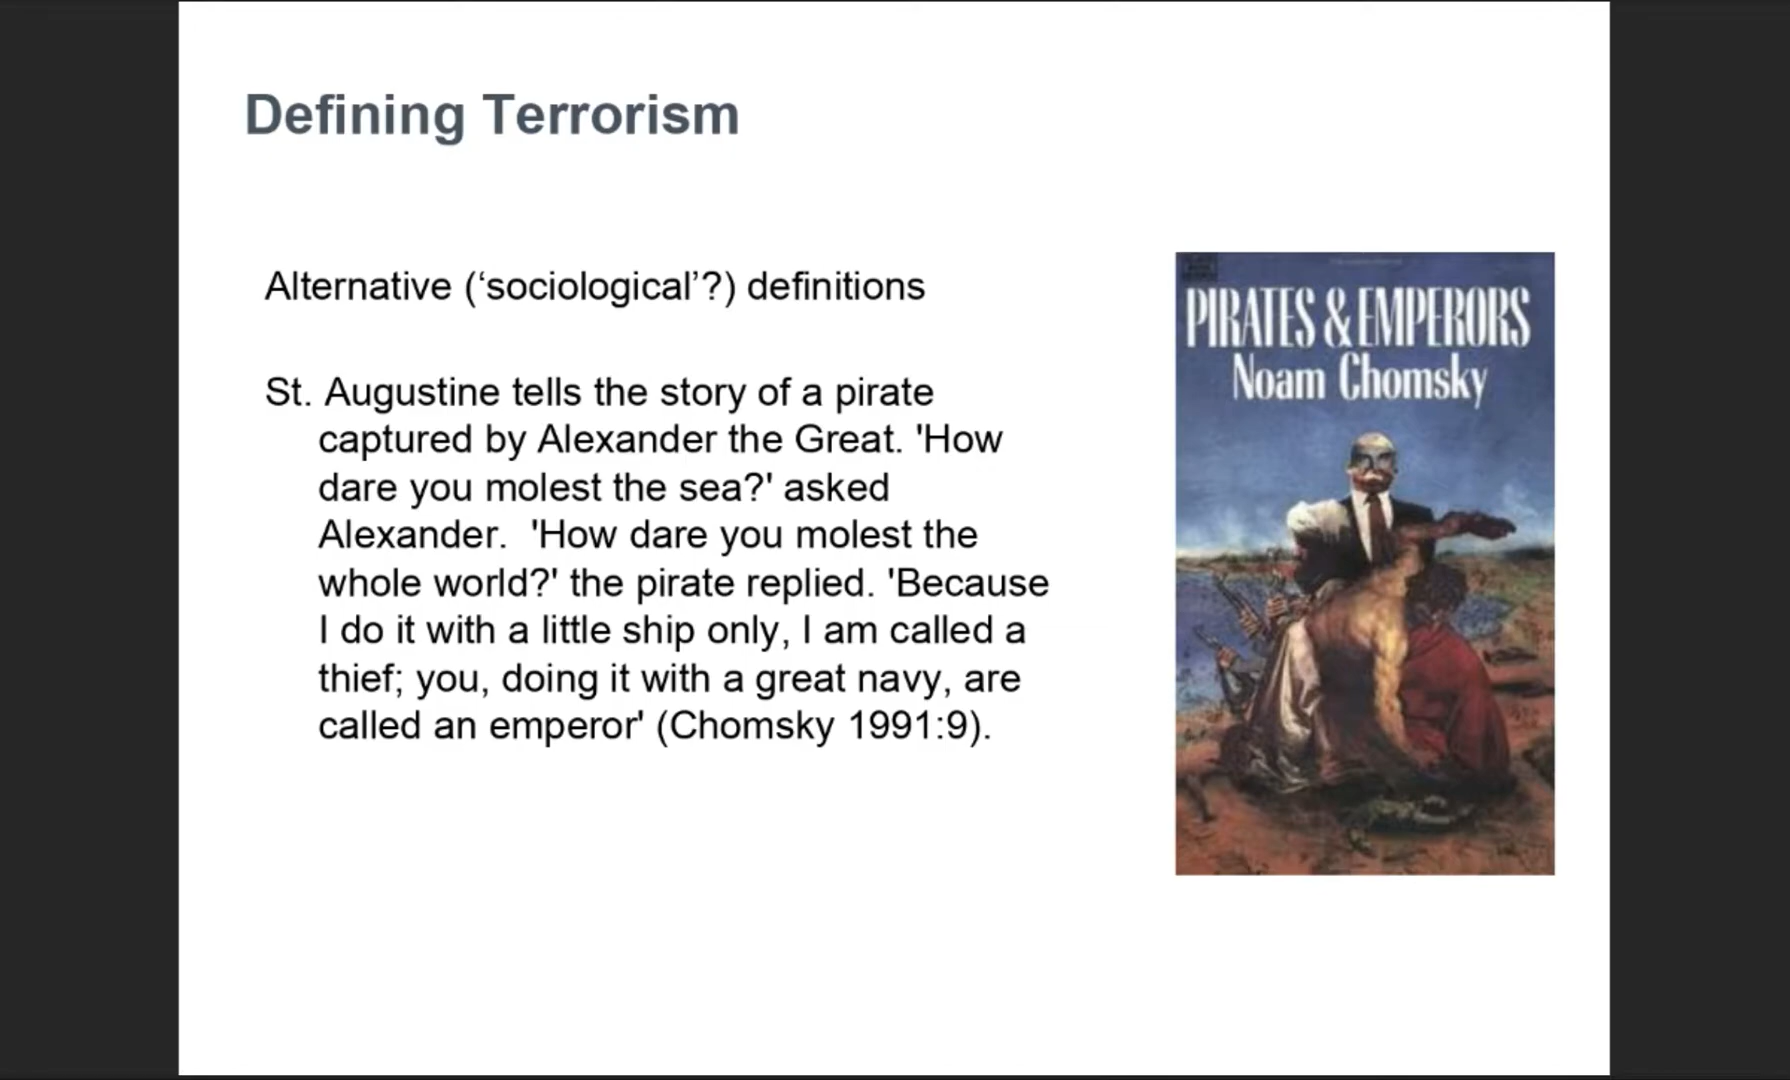 Defining Terrorism
Alternative (‘sociological’?) definitions
St. Augustine tells the story of a pirate
captured by Alexander the Great. 'How
dare you molest the sea?' asked
Alexander.  'How dare you molest the
whole world?' the pirate replied. 'Because
I do it with a little ship only, I am called a
thief; you, doing it with a great navy, are
called an emperor' (Chomsky 1991:9).
PIRATES & EMPERORS
Noam Chomsky